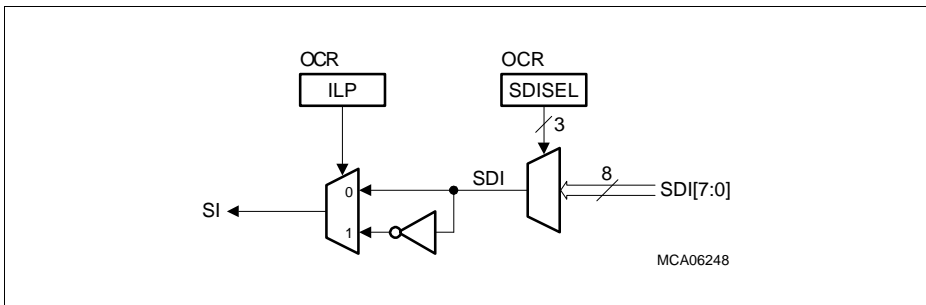 OCR OCR
ILP SDISEL
3
SDI 8
0 SDI[7:0]
SI
1
MCA06248